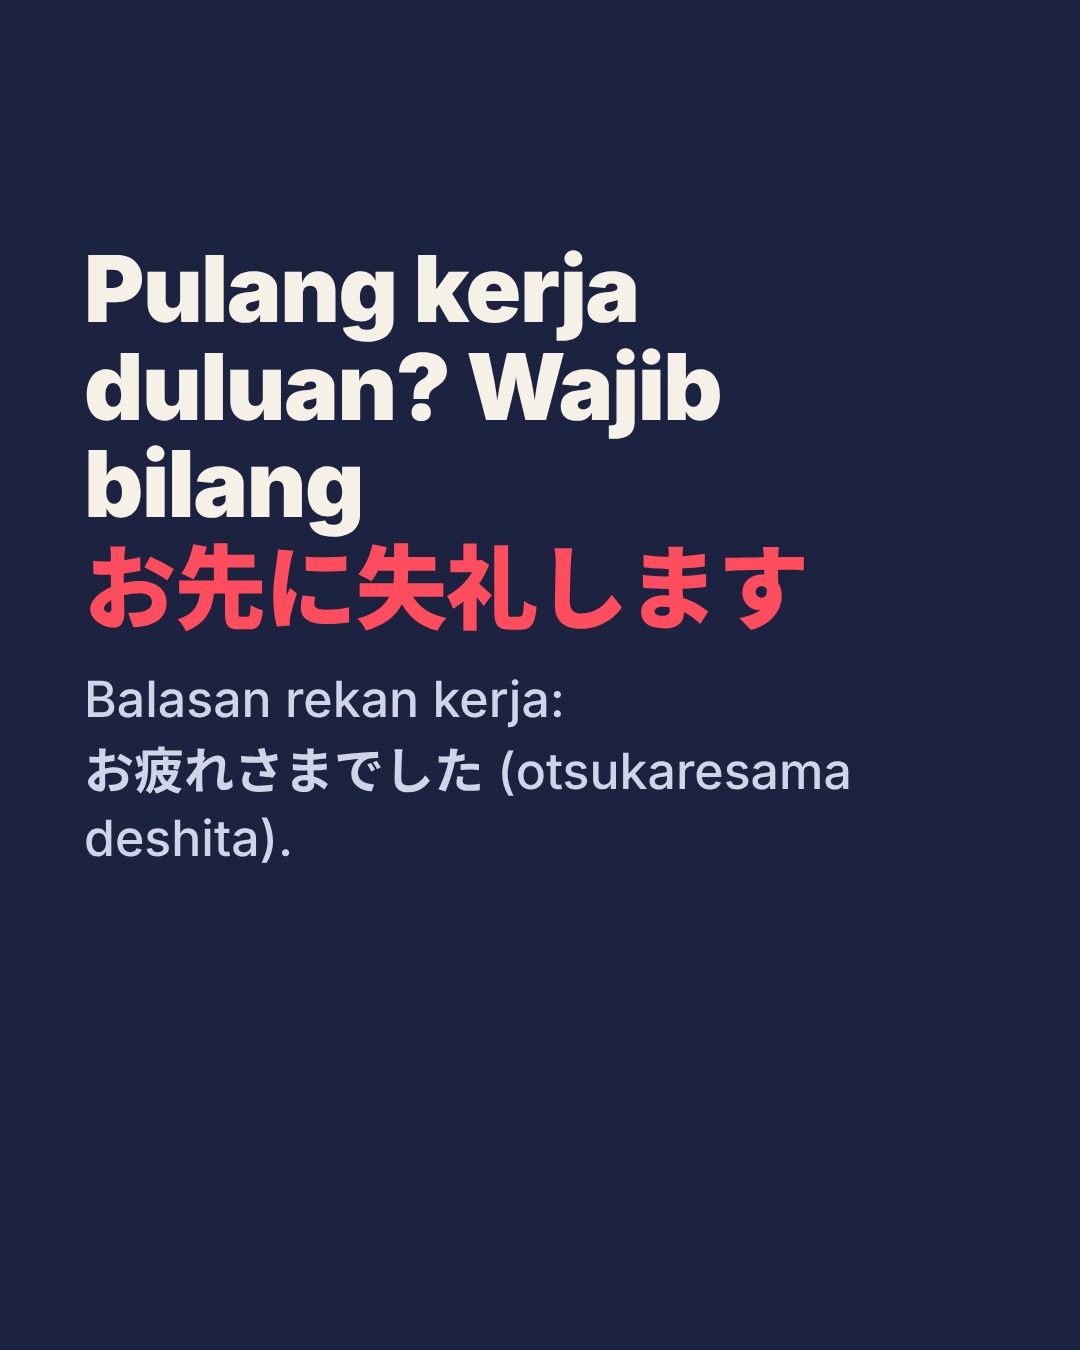 Pulang kerja
duluan? Wajib
bilang
お先に失礼します
Balasan rekan kerja:
お疲れさまでした (otsukaresama
deshita).